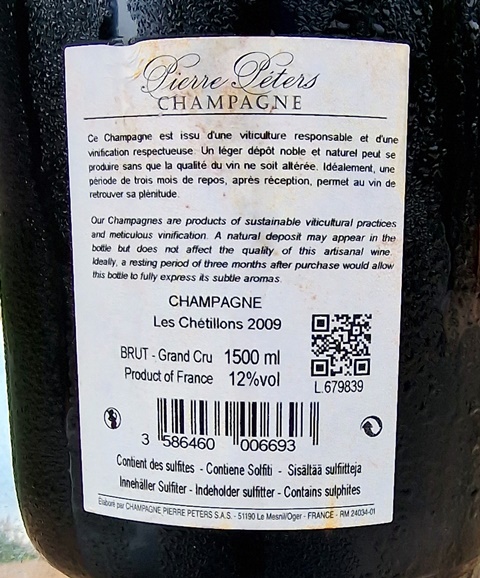 Pierre Péters
CHAMPAGNE
Ce Champagne est issu d'une viticulture responsable et d'une
vinification respectueuse. Un léger dépôt noble et naturel peut se
produire sans que la qualité du vin ne soit altérée. Idéalement, une
période de trois mois de repos, après réception, permet au vin de
retrouver sa plénitude.
Our Champagnes are products of sustainable viticultural practices
and meticulous vinification. A natural deposit may appear in the
bottle but does not affect the quality of this artisanal wine.
Ideally, a resting period of three months after purchase would allow
this bottle to fully express its subtle aromas.
CHAMPAGNE
Les Chétillons 2009
BRUT - Grand Cru 1500 ml
Product of France 12%vol
L.679839
3 586460 006693
Contient des sulfites - Contiene Solfiti - Sisältää sulfiitteja
Innehåller Sulfiter - Indeholder sulfitter - Contains sulphites
Elaboré par CHAMPAGNE PIERRE PETERS S.A.S. - 51190 Le Mesnil/Oger - FRANCE - RM 24034-01